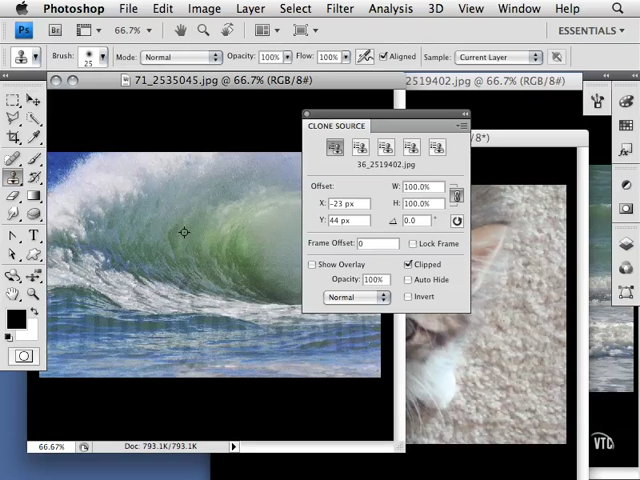 Photoshop File Edit Image Layer Select Filter Analysis 3D View Window Help
Ps Br 66.7% ESSENTIALS
Brush: 25 Mode: Normal Opacity: 100% Flow: 100% Aligned Sample: Current Layer
71_2535045.jpg @ 66.7% (RGB/8#)
2519402.jpg @ 66.7% (RGB/8#)
CLONE SOURCE
8*)
36_2519402.jpg
Offset: W: 100.0%
X: -23 px H: 100.0%
Y: 44 px 0.0 °
Frame Offset: 0 Lock Frame
Show Overlay Clipped
Opacity: 100% Auto Hide
Normal Invert
T
66.67% Doc: 793.1K/793.1K
VTC